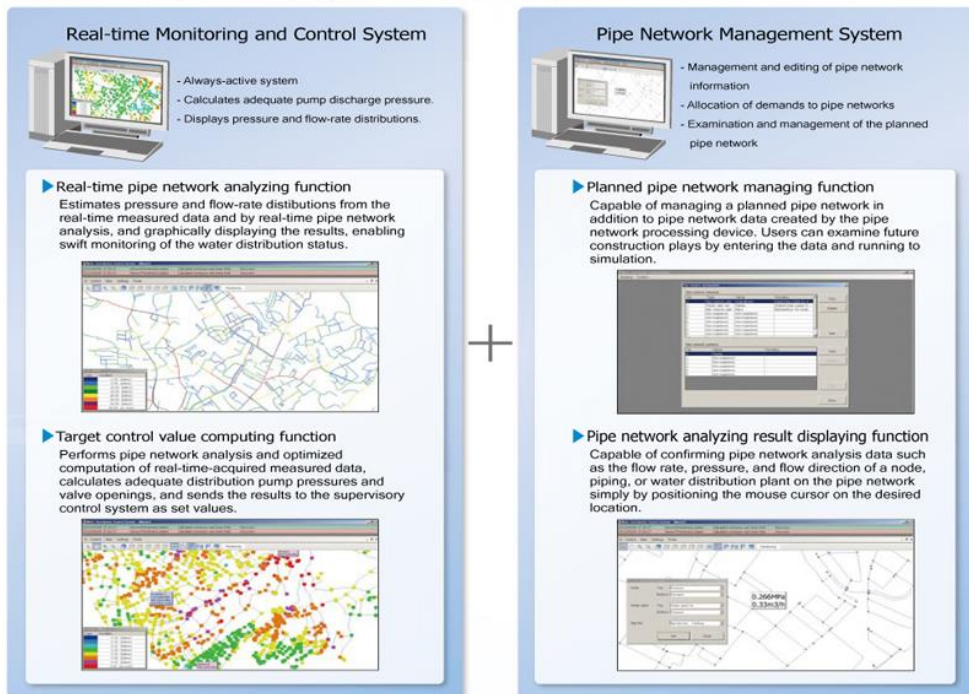 Real-time Monitoring and Control System
- Always-active system
- Calculates adequate pump discharge pressure.
- Displays pressure and flow-rate distributions.
Real-time pipe network analyzing function
Estimates pressure and flow-rate distibutions from the
real-time measured data and by real-time pipe network
analysis, and graphically displaying the results, enabling
swift monitoring of the water distribution status.
Target control value computing function
Performs pipe network analysis and optimized
computation of real-time-acquired measured data,
calculates adequate distribution pump pressures and
valve openings, and sends the results to the supervisory
control system as set values.
+
Pipe Network Management System
- Management and editing of pipe network
information
- Allocation of demands to pipe networks
- Examination and management of the planned
pipe network
Planned pipe network managing function
Capable of managing a planned pipe network in
addition to pipe network data created by the pipe
network processing device. Users can examine future
construction plays by entering the data and running to
simulation.
Pipe network analyzing result displaying function
Capable of confirming pipe network analysis data such
as the flow rate, pressure, and flow direction of a node,
piping, or water distribution plant on the pipe network
simply by positioning the mouse cursor on the desired
location.
0.266MPa
0.33m3/h